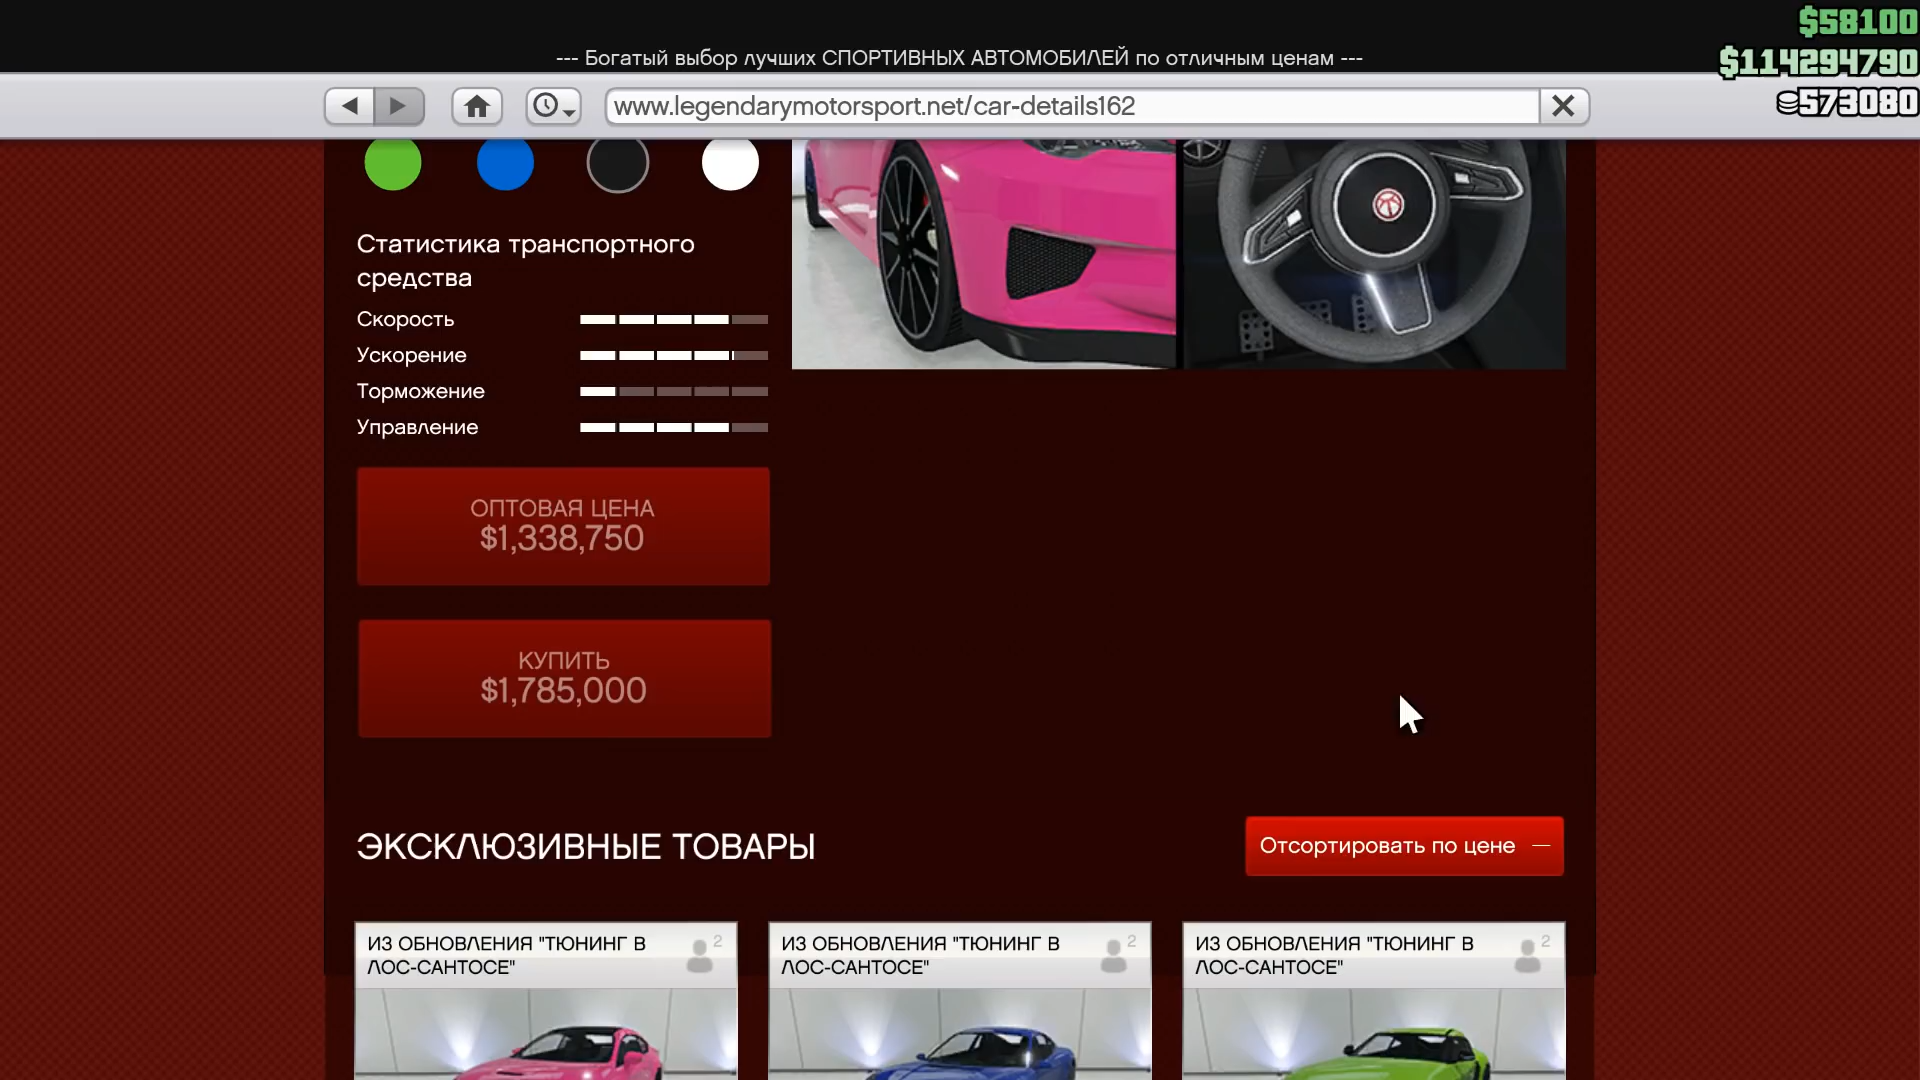 $58100
--- Богатый выбор лучших СПОРТИВНЫХ АВТОМОБИЛЕЙ по отличным ценам ---
$114294790
www.legendarymotorsport.net/car-details162
573080
Статистика транспортного
средства
Скорость
Ускорение
Торможение
Управление
ОПТОВАЯ ЦЕНА
$1,338,750
КУПИТЬ
$1,785,000
ЭКСКЛЮЗИВНЫЕ ТОВАРЫ
Отсортировать по цене —
ИЗ ОБНОВЛЕНИЯ "ТЮНИНГ В
ЛОС-САНТОСЕ"
2
ИЗ ОБНОВЛЕНИЯ "ТЮНИНГ В
ЛОС-САНТОСЕ"
2
ИЗ ОБНОВЛЕНИЯ "ТЮНИНГ В
ЛОС-САНТОСЕ"
2